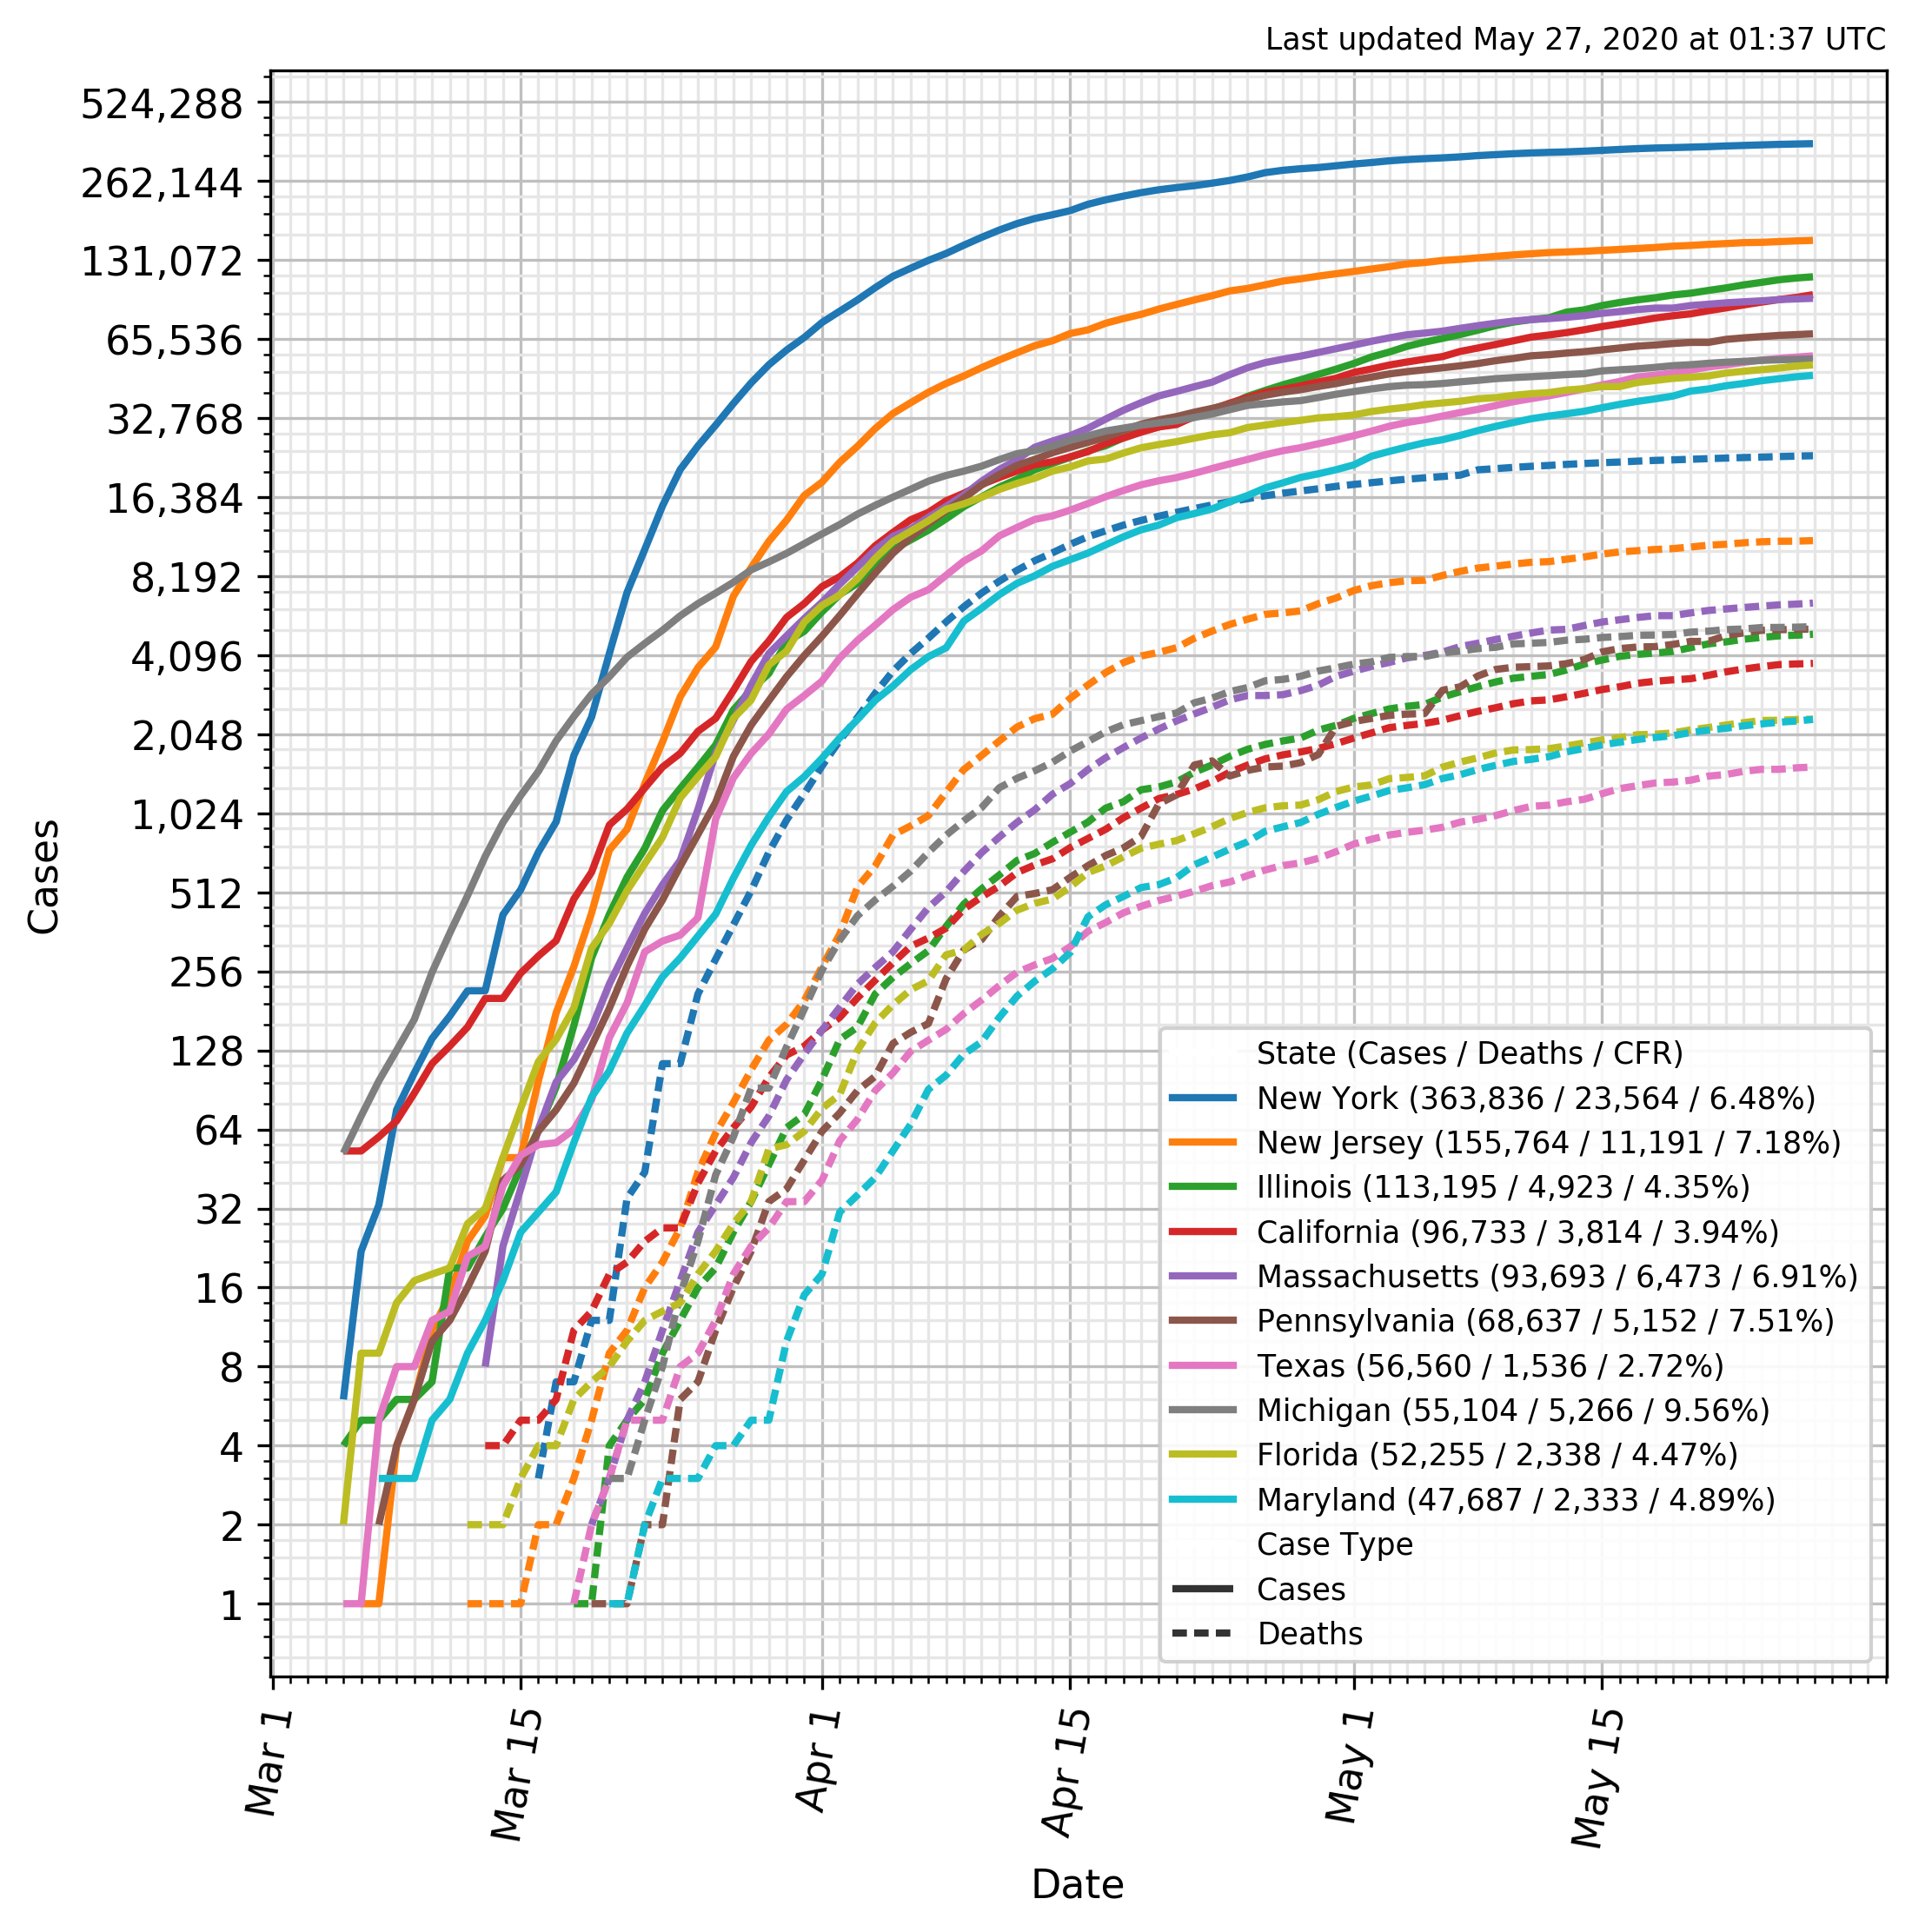 Last updated May 27, 2020 at 01:37 UTC
524,288
262,144
131,072
65,536
32,768
16,384
8,192
4,096
2,048
1,024
512
256
128
64
32
16
8
4
2
1
Cases
State (Cases / Deaths / CFR)
New York (363,836 / 23,564 / 6.48%)
New Jersey (155,764 / 11,191 / 7.18%)
Illinois (113,195 / 4,923 / 4.35%)
California (96,733 / 3,814 / 3.94%)
Massachusetts (93,693 / 6,473 / 6.91%)
Pennsylvania (68,637 / 5,152 / 7.51%)
Texas (56,560 / 1,536 / 2.72%)
Michigan (55,104 / 5,266 / 9.56%)
Florida (52,255 / 2,338 / 4.47%)
Maryland (47,687 / 2,333 / 4.89%)
Case Type
Cases
Deaths
Mar 1
Mar 15
Apr 1
Apr 15
May 1
May 15
Date